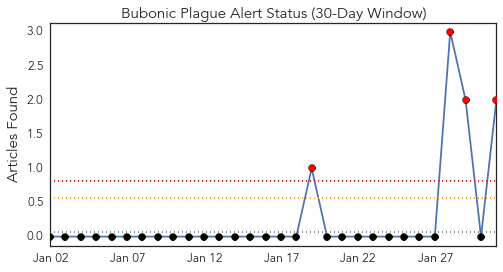 Bubonic Plague Alert Status (30-Day Window)
Articles Found
3.0
2.5
2.0
1.5
1.0
0.5
0.0
Jan 02 Jan 07 Jan 12 Jan 17 Jan 22 Jan 27